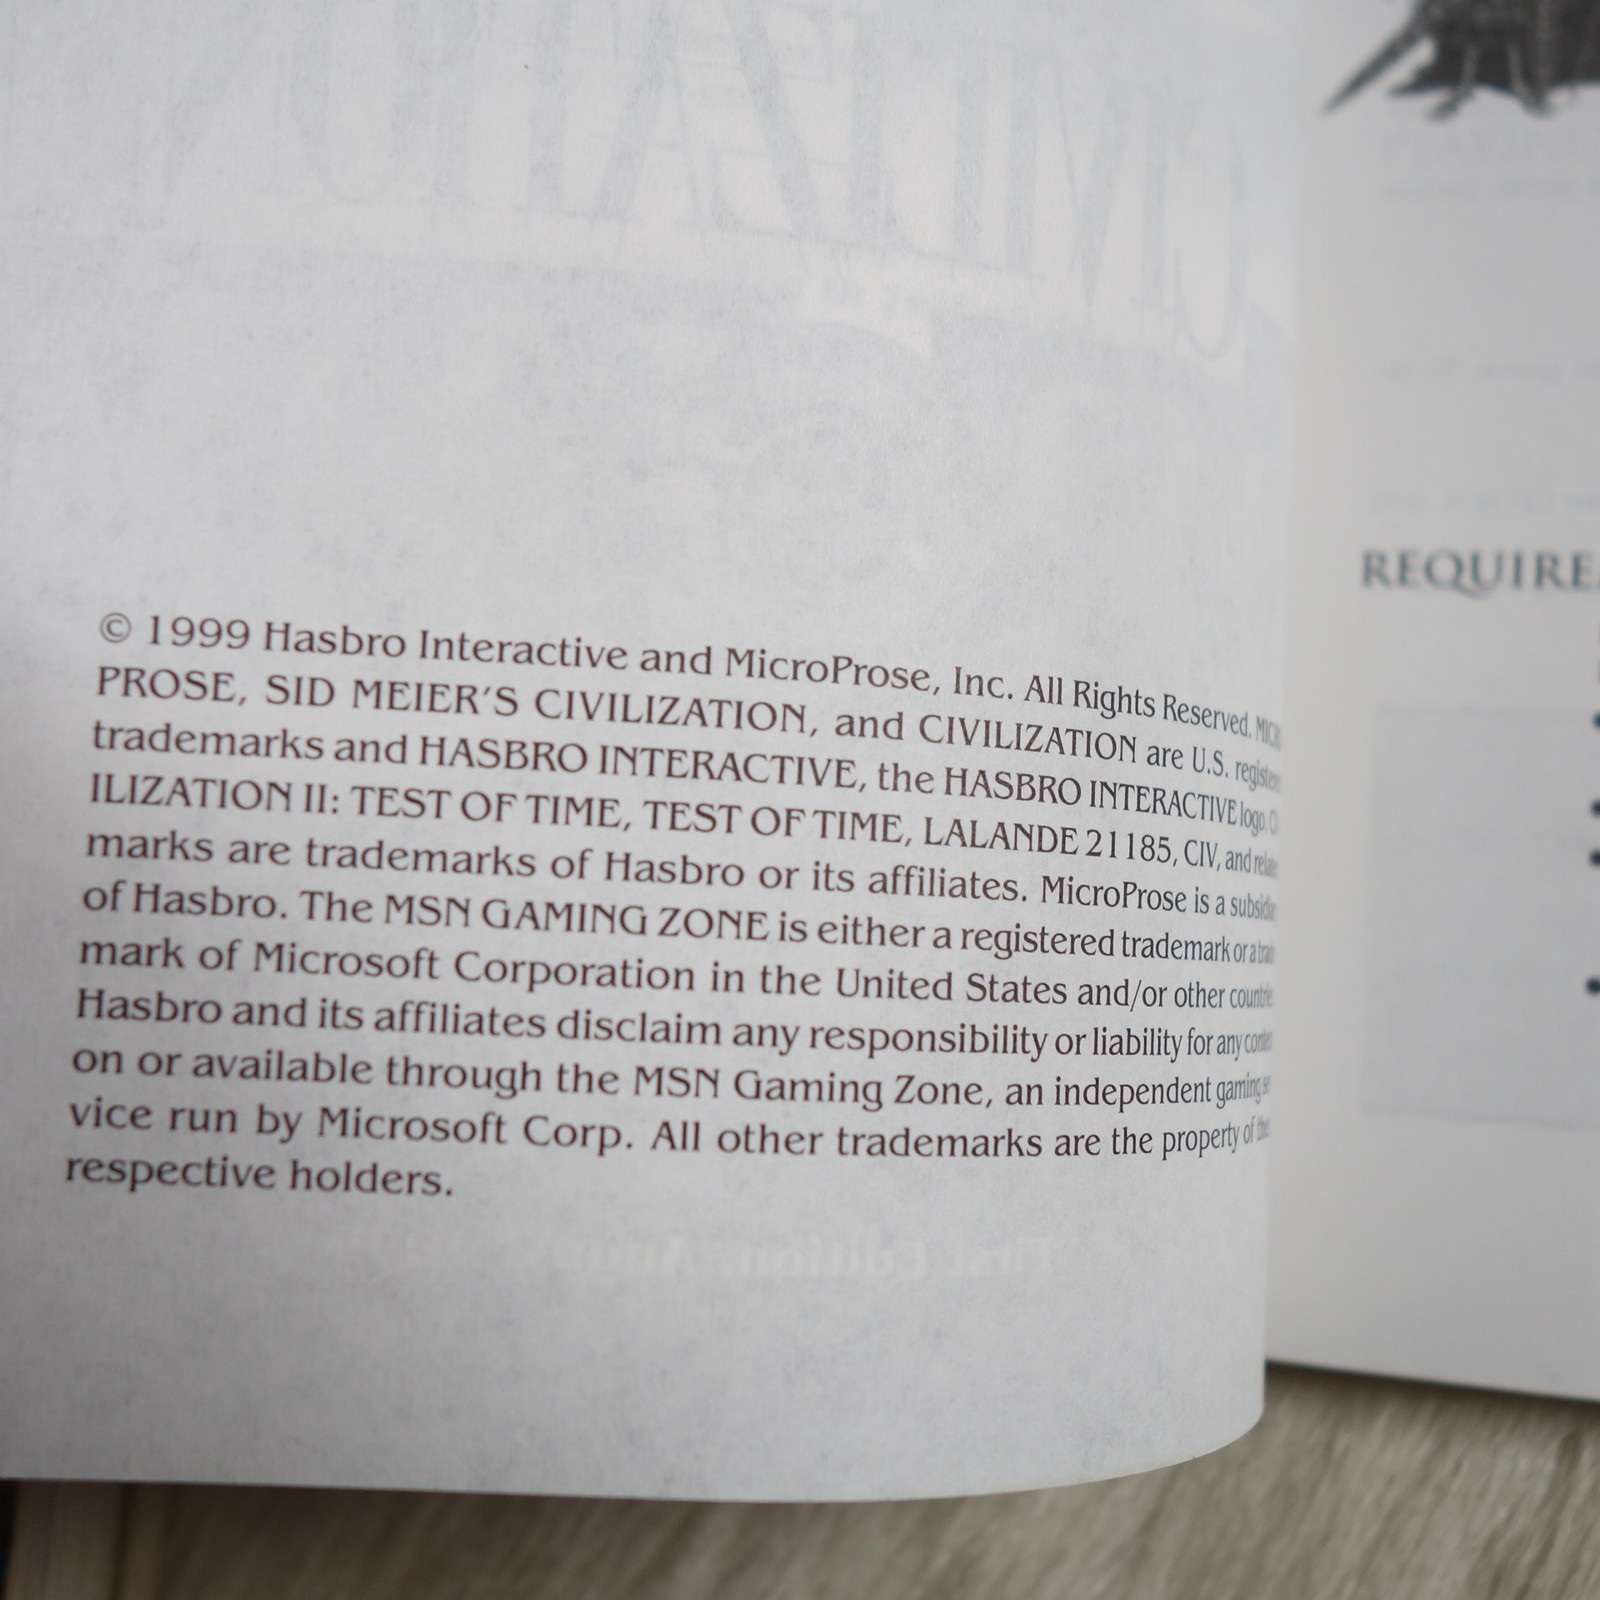 © 1999 Hasbro Interactive and MicroProse, Inc. All Rights Reserved. MICRO
PROSE, SID MEIER'S CIVILIZATION, and CIVILIZATION are U.S.
trademarks and HASBRO INTERACTIVE, the HASBRO INTERACTIVE logo,
ILIZATION II: TEST OF TIME, TEST OF TIME, LALANDE 21185, CIV, and
marks are trademarks of Hasbro or its affiliates. MicroProse is a
of Hasbro. The MSN GAMING ZONE is either a registered trademark or a
mark of Microsoft Corporation in the United States and/or other
Hasbro and its affiliates disclaim any responsibility or liability for any
on or available through the MSN Gaming Zone, an independent gaming
vice run by Microsoft Corp. All other trademarks are the property of
respective holders.
CIVILIZATION
First Edition: